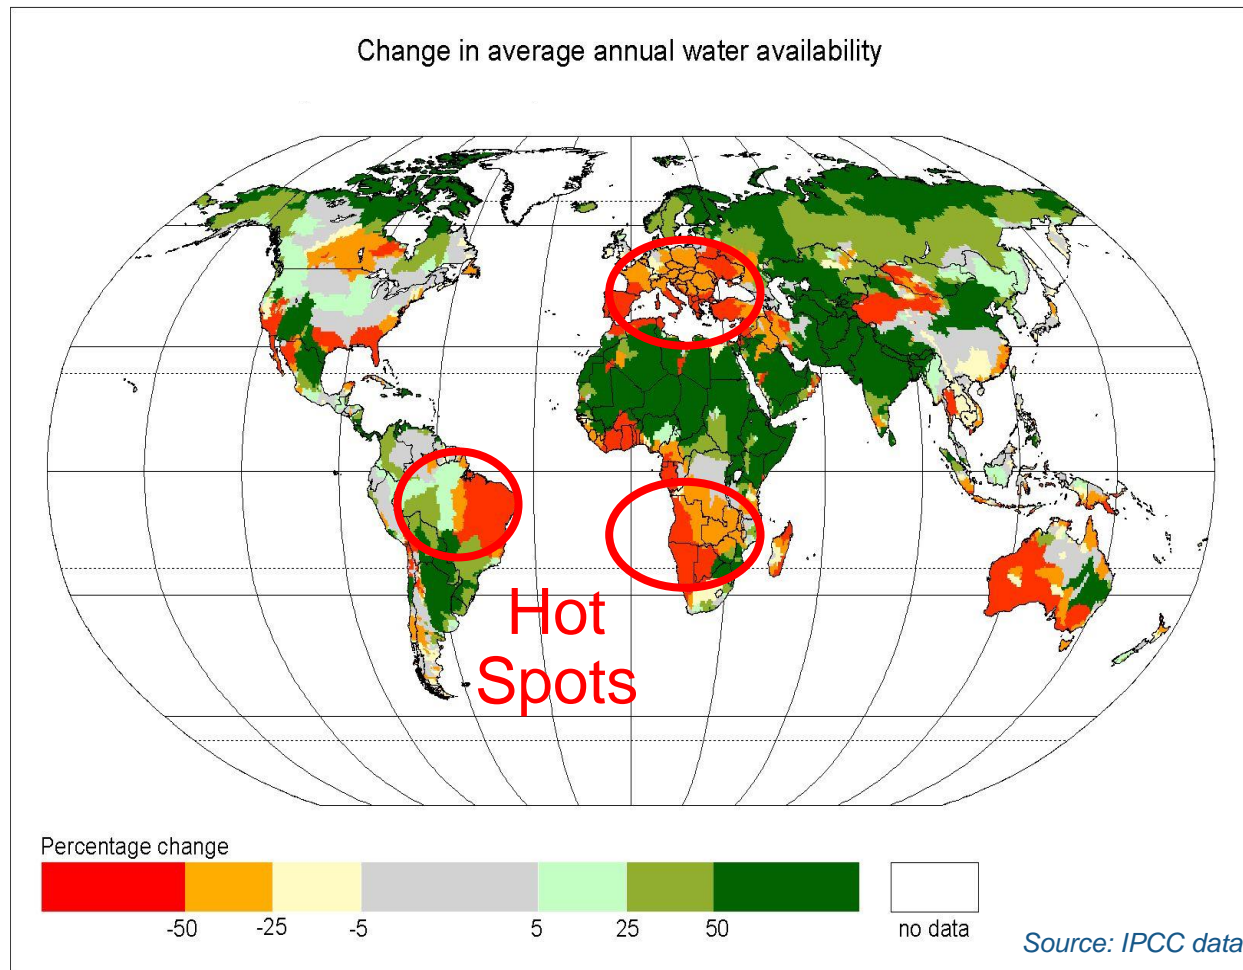 Change in average annual water availability
Hot
Spots
Percentage change
-50 -25 -5 5 25 50 no data
Source: IPCC data